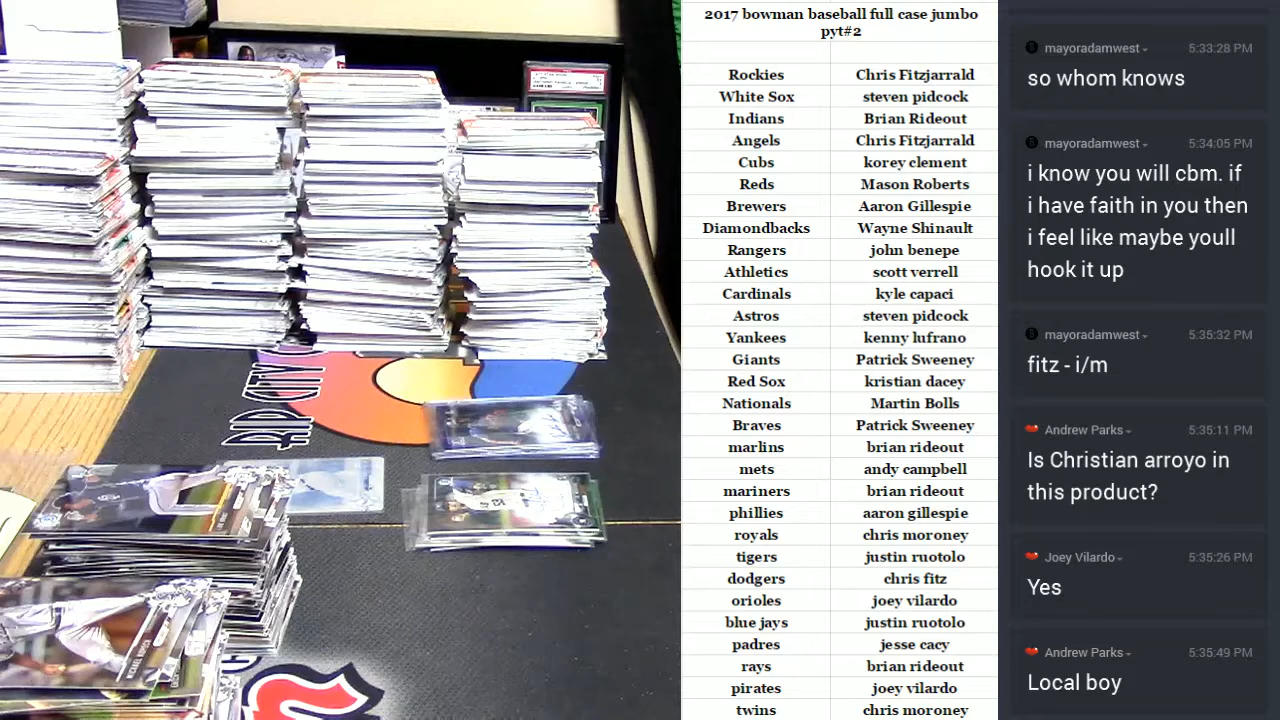 2017 bowman baseball full case jumbo
pyt#2
Rockies Chris Fitzjarrald
White Sox steven pidcock
Indians Brian Rideout
Angels Chris Fitzjarrald
Cubs korey clement
Reds Mason Roberts
Brewers Aaron Gillespie
Diamondbacks Wayne Shinault
Rangers john benepe
Athletics scott verrell
Cardinals kyle capaci
Astros steven pidcock
Yankees kenny lufrano
Giants Patrick Sweeney
Red Sox kristian dacey
Nationals Martin Bolls
Braves Patrick Sweeney
marlins brian rideout
mets andy campbell
mariners brian rideout
phillies aaron gillespie
royals chris moroney
tigers justin ruotolo
dodgers chris fitz
orioles joey vilardo
blue jays justin ruotolo
padres jesse cacy
rays brian rideout
pirates joey vilardo
twins chris moroney
mayoradamwest 5:33:28 PM
so whom knows
mayoradamwest 5:34:05 PM
i know you will cbm. if
i have faith in you then
i feel like maybe youll
hook it up
mayoradamwest 5:35:32 PM
fitz - i/m
Andrew Parks 5:35:11 PM
Is Christian arroyo in
this product?
Joey Vilardo 5:35:26 PM
Yes
Andrew Parks 5:35:49 PM
Local boy
RIP CITY